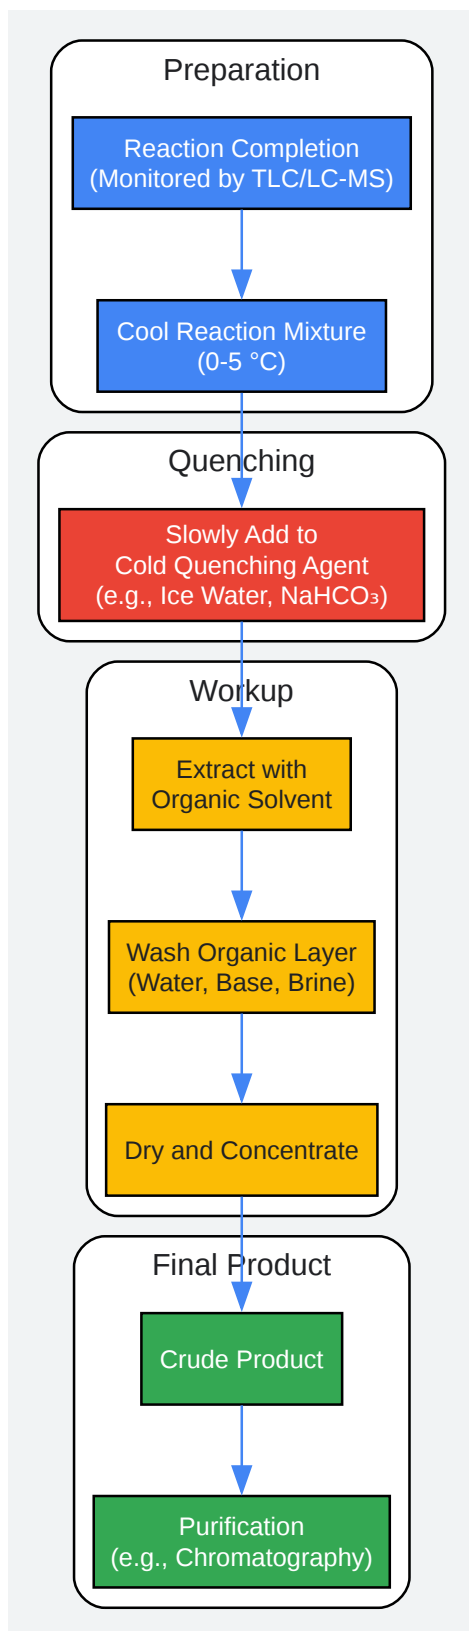 Preparation
Reaction Completion
(Monitored by TLC/LC-MS)
Cool Reaction Mixture
(0-5 °C)
Quenching
Slowly Add to
Cold Quenching Agent
(e.g., Ice Water, NaHCO₃)
Workup
Extract with
Organic Solvent
Wash Organic Layer
(Water, Base, Brine)
Dry and Concentrate
Final Product
Crude Product
Purification
(e.g., Chromatography)